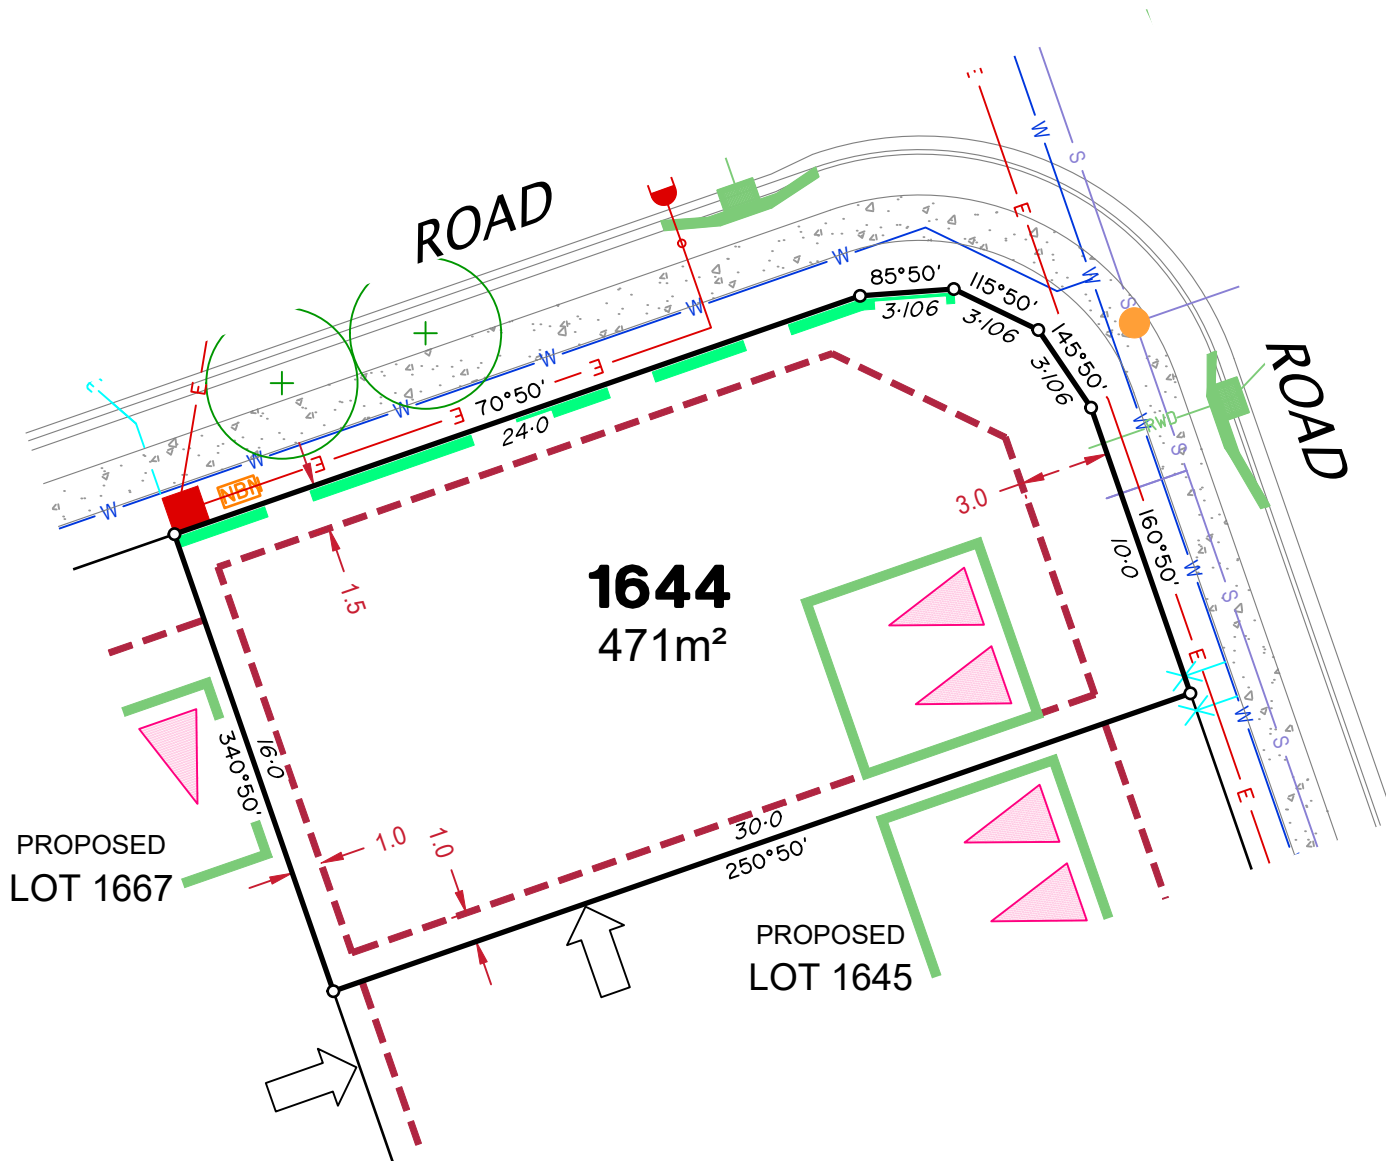 ROAD
ROAD
85°50'
3·106
115°50'
3·106
145°50'
3·106
70°50'
24·0
160°50'
10·0
RWD
NBN
3.0
1.5
1644
471m²
340°50'
16·0
1.0
1.0
30·0
250°50'
PROPOSED
LOT 1667
PROPOSED
LOT 1645
W
W
W
W
W
W
W
W
W
W
W
E
E
E
E
E
E
E
S
S
S
S
S